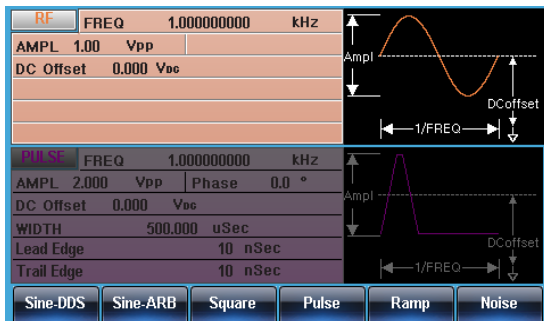 RF FREQ 1.000000000 kHz
AMPL 1.00 Vpp
DC Offset 0.000 VDC
Ampl
DCoffset
1/FREQ
PULSE FREQ 1.000000000 kHz
AMPL 2.000 Vpp Phase 0.0 °
DC Offset 0.000 VDC
WIDTH 500.000 uSec
Lead Edge 10 nSec
Trail Edge 10 nSec
Ampl
DCoffset
1/FREQ
Sine-DDS Sine-ARB Square Pulse Ramp Noise